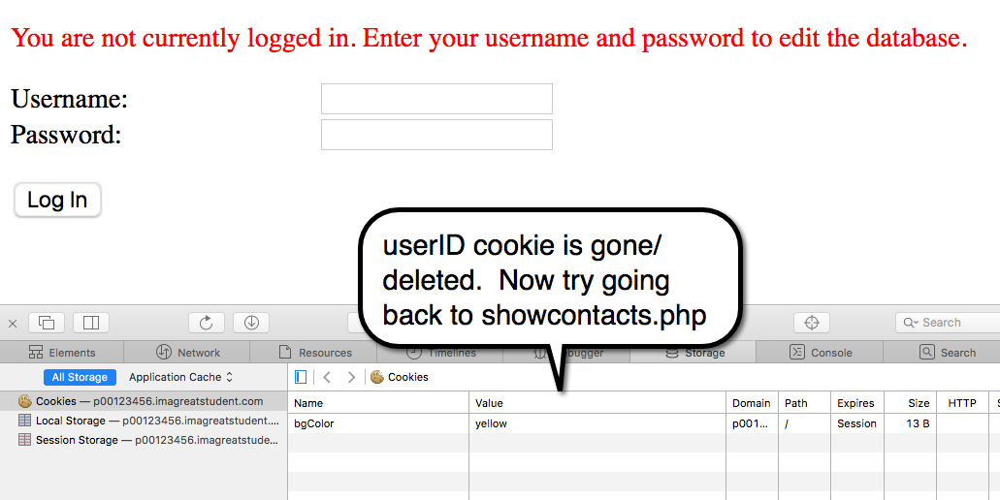 You are not currently logged in. Enter your username and password to edit the database.
Username:
Password:
Log In
userID cookie is gone/
deleted.  Now try going
back to showcontacts.php
Search
Elements
Network
Resources
Timelines
bugger
Storage
Console
Search
All Storage
Application Cache
Cookies
Cookies — p00123456.imagreatstudent.com
Local Storage — p00123456.imagreatstudent....
Session Storage — p00123456.imagreatstude...
Name Value Domain Path Expires Size HTTP
bgColor yellow p001... / Session 13 B